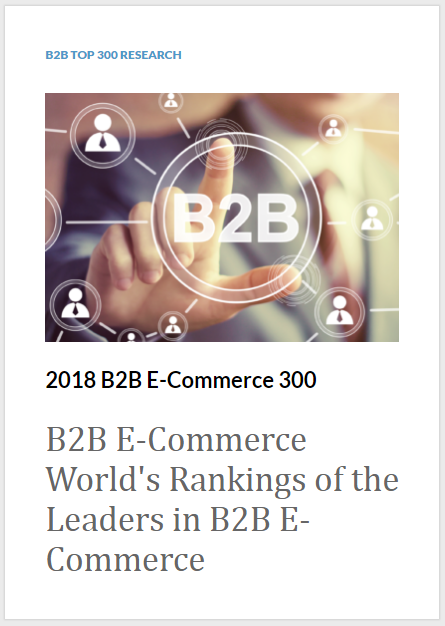 B2B TOP 300 RESEARCH
B2B
2018 B2B E-Commerce 300
B2B E-Commerce
World's Rankings of the
Leaders in B2B E-
Commerce